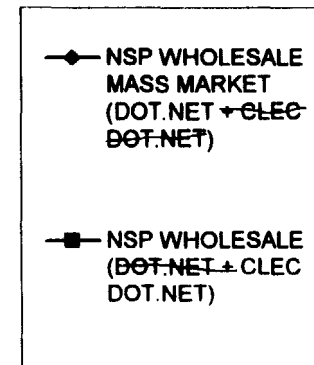 NSP WHOLESALE
MASS MARKET
(DOT.NET + CLEC
DOT.NET)
NSP WHOLESALE
(DOT.NET + CLEC
DOT.NET)